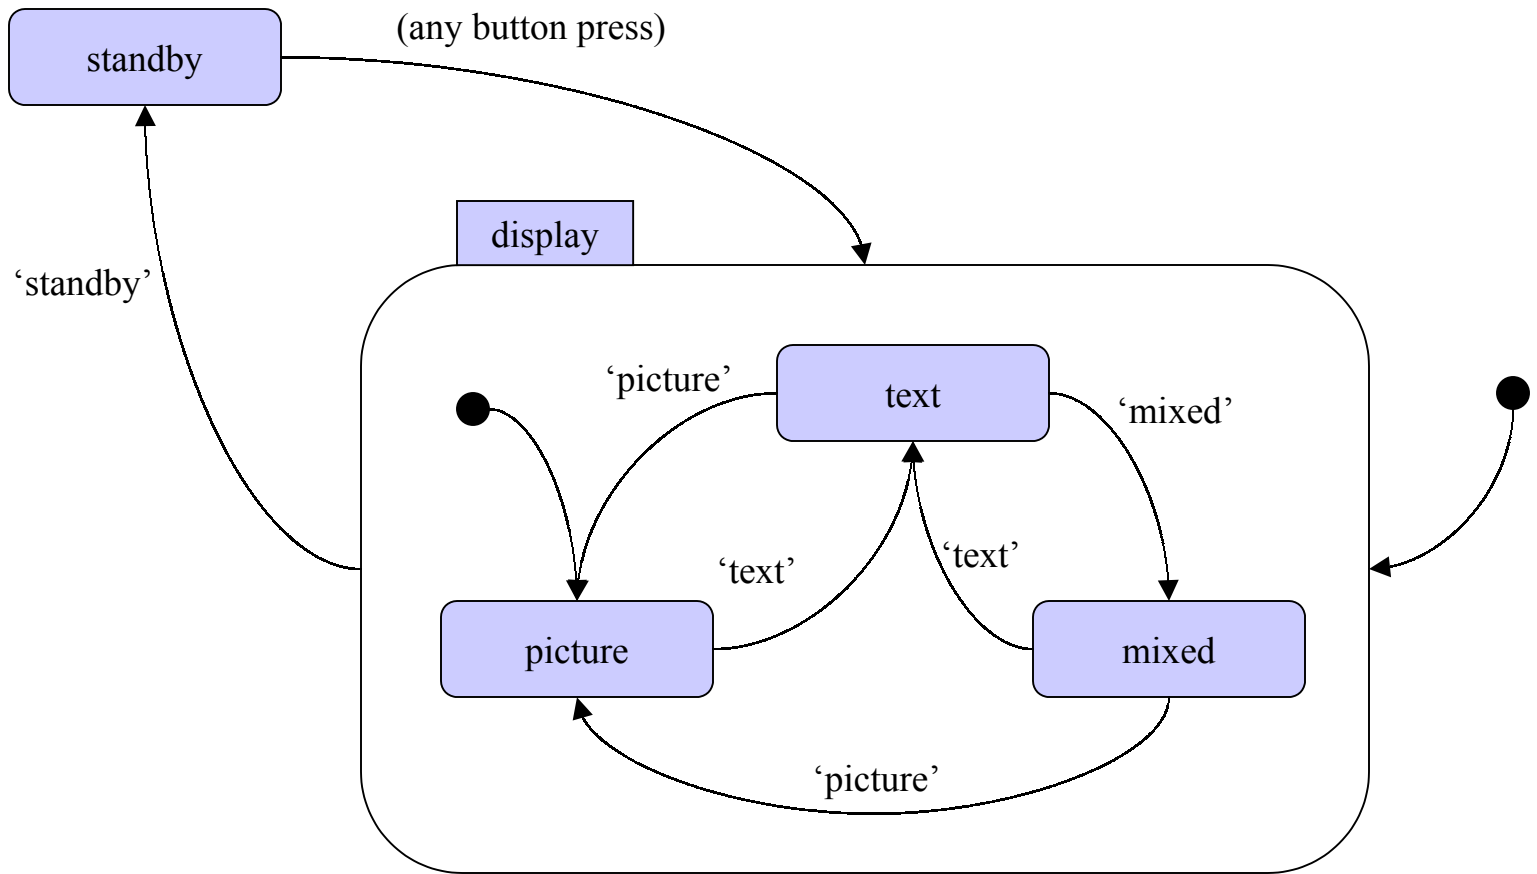 (any button press)
standby
display
‘standby’
‘picture’
text
‘mixed’
‘text’
‘text’
picture
mixed
‘picture’